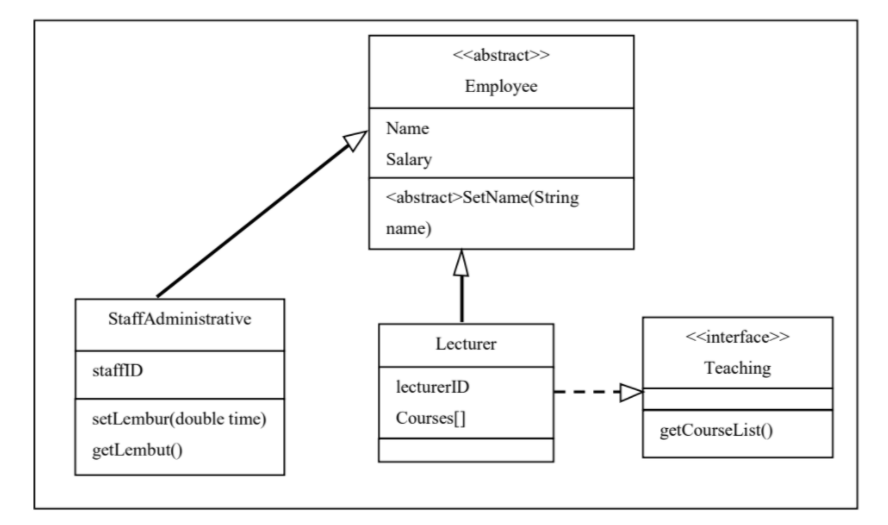 <<abstract>>
Employee
Name
Salary
<abstract>SetName(String
name)
StaffAdministrative
staffID
setLembur(double time)
getLembut()
Lecturer
lecturerID
Courses[]
<<interface>>
Teaching
getCourseList()